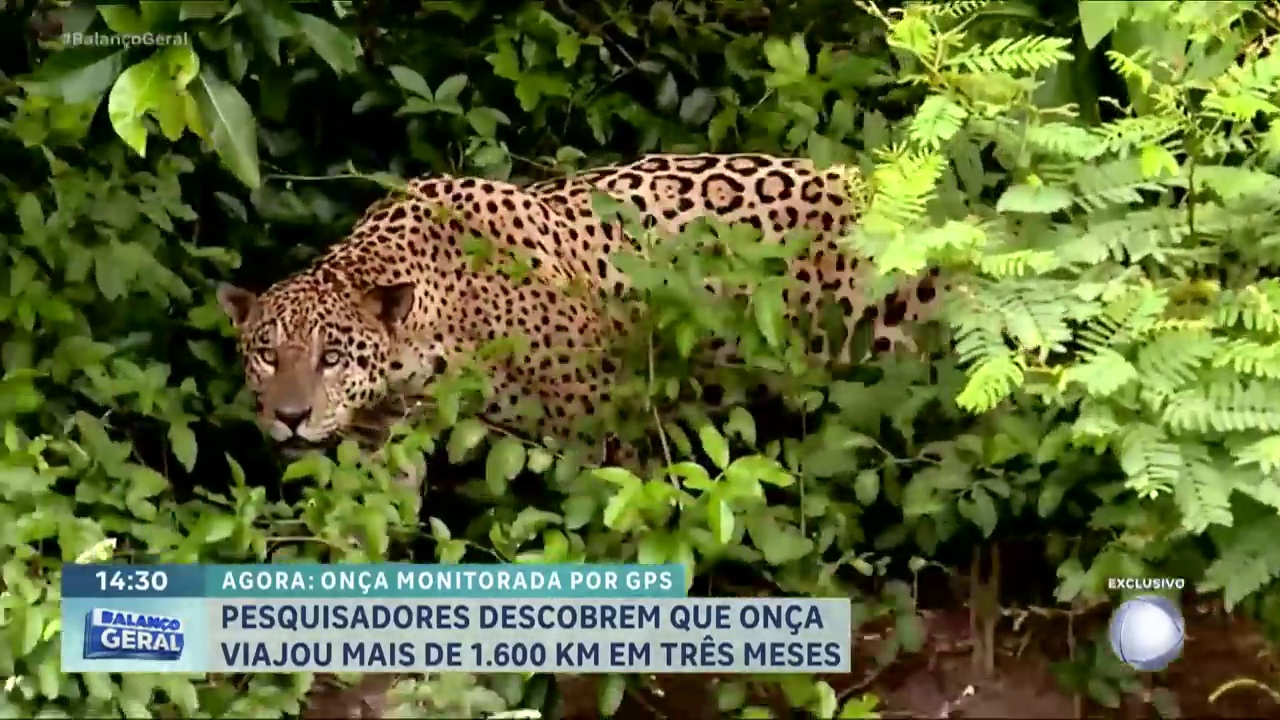 #BalançoGeral
14:30
AGORA: ONÇA MONITORADA POR GPS
BALANÇO
GERAL
PESQUISADORES DESCOBREM QUE ONÇA
VIAJOU MAIS DE 1.600 KM EM TRÊS MESES
EXCLUSIVO